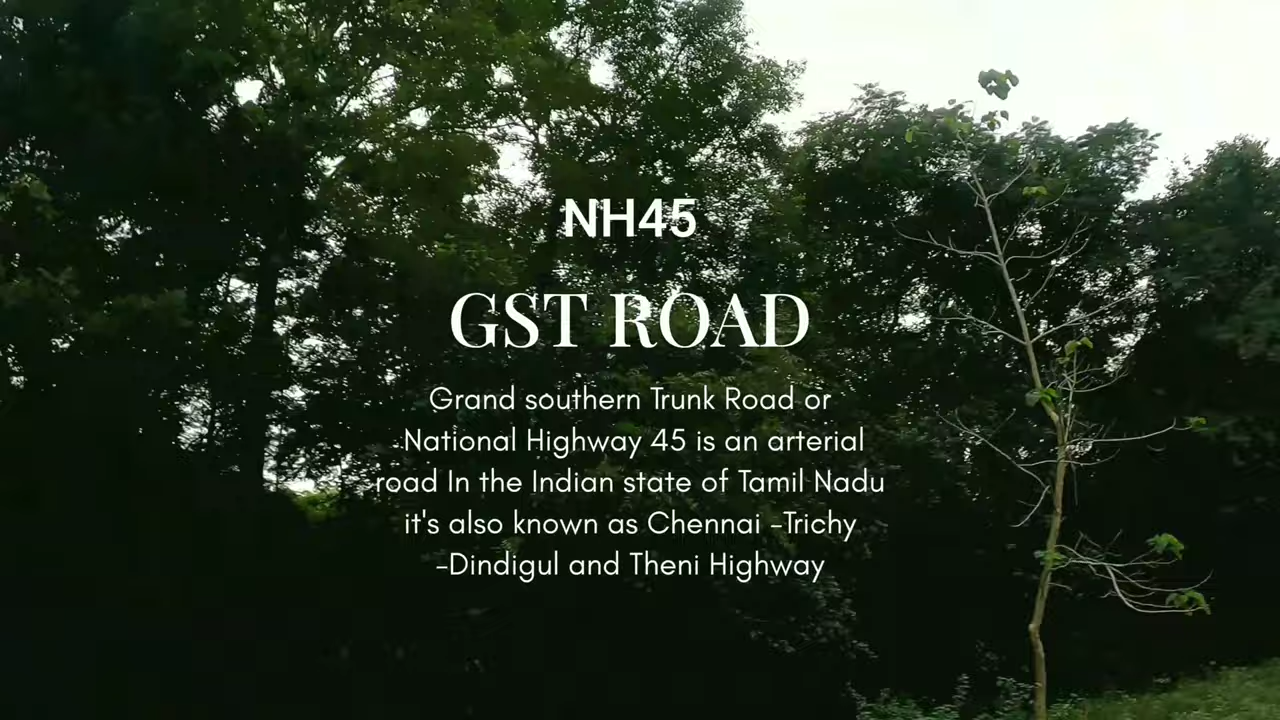 NH45
GST ROAD
Grand southern Trunk Road or
National Highway 45 is an arterial
road In the Indian state of Tamil Nadu
it's also known as Chennai -Trichy
-Dindigul and Theni Highway